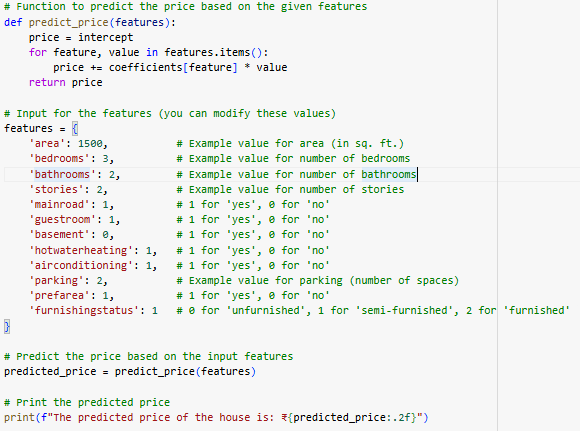 # Function to predict the price based on the given features
def predict_price(features):
    price = intercept
    for feature, value in features.items():
        price += coefficients[feature] * value
    return price

# Input for the features (you can modify these values)
features = {
    'area': 1500,           # Example value for area (in sq. ft.)
    'bedrooms': 3,          # Example value for number of bedrooms
    'bathrooms': 2,         # Example value for number of bathrooms
    'stories': 2,           # Example value for number of stories
    'mainroad': 1,          # 1 for 'yes', 0 for 'no'
    'guestroom': 1,         # 1 for 'yes', 0 for 'no'
    'basement': 0,          # 1 for 'yes', 0 for 'no'
    'hotwaterheating': 1,   # 1 for 'yes', 0 for 'no'
    'airconditioning': 1,   # 1 for 'yes', 0 for 'no'
    'parking': 2,           # Example value for parking (number of spaces)
    'prefarea': 1,          # 1 for 'yes', 0 for 'no'
    'furnishingstatus': 1   # 0 for 'unfurnished', 1 for 'semi-furnished', 2 for 'furnished'
}

# Predict the price based on the input features
predicted_price = predict_price(features)

# Print the predicted price
print(f"The predicted price of the house is: ₹{predicted_price:.2f}")